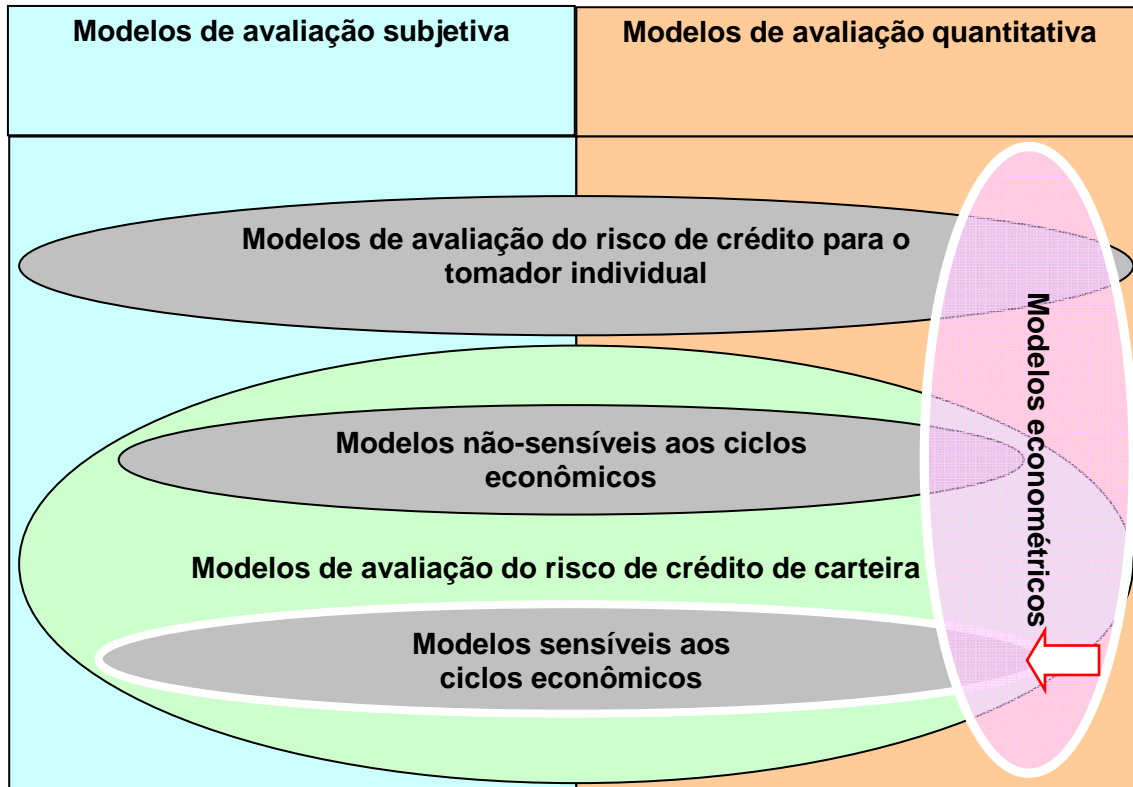 Modelos de avaliação subjetiva
Modelos de avaliação quantitativa
Modelos de avaliação do risco de crédito para o
tomador individual
Modelos não-sensíveis aos ciclos
econômicos
Modelos de avaliação do risco de crédito de carteira
Modelos sensíveis aos
ciclos econômicos
Modelos econométricos